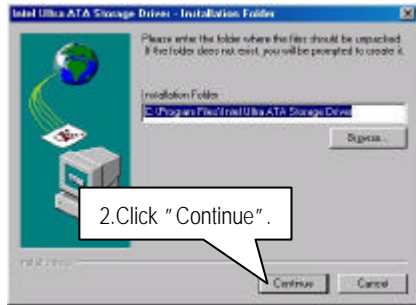 Intel Ultra ATA Storage Driver - Installation Folder
Please enter the folder where the files should be unpacked.
If the folder does not exist, you will be prompted to create it.
Installation Folder
C:\Program Files\Intel Ultra ATA Storage Driver
Browse...
2.Click "Continue".
Continue
Cancel